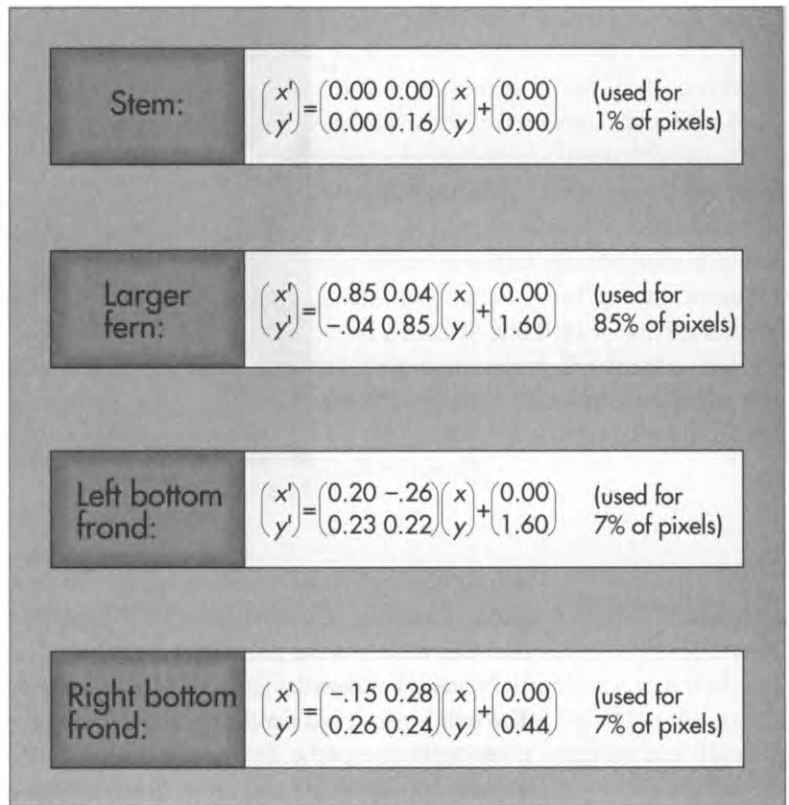 Stem:
(x') = (0.00 0.00)(x) + (0.00) (used for
(y') (0.00 0.16)(y) (0.00) 1% of pixels)
Larger
fern:
(x') = (0.85 0.04)(x) + (0.00) (used for
(y') (−.04 0.85)(y) (1.60) 85% of pixels)
Left bottom
frond:
(x') = (0.20 −.26)(x) + (0.00) (used for
(y') (0.23 0.22)(y) (1.60) 7% of pixels)
Right bottom
frond:
(x') = (−.15 0.28)(x) + (0.00) (used for
(y') (0.26 0.24)(y) (0.44) 7% of pixels)